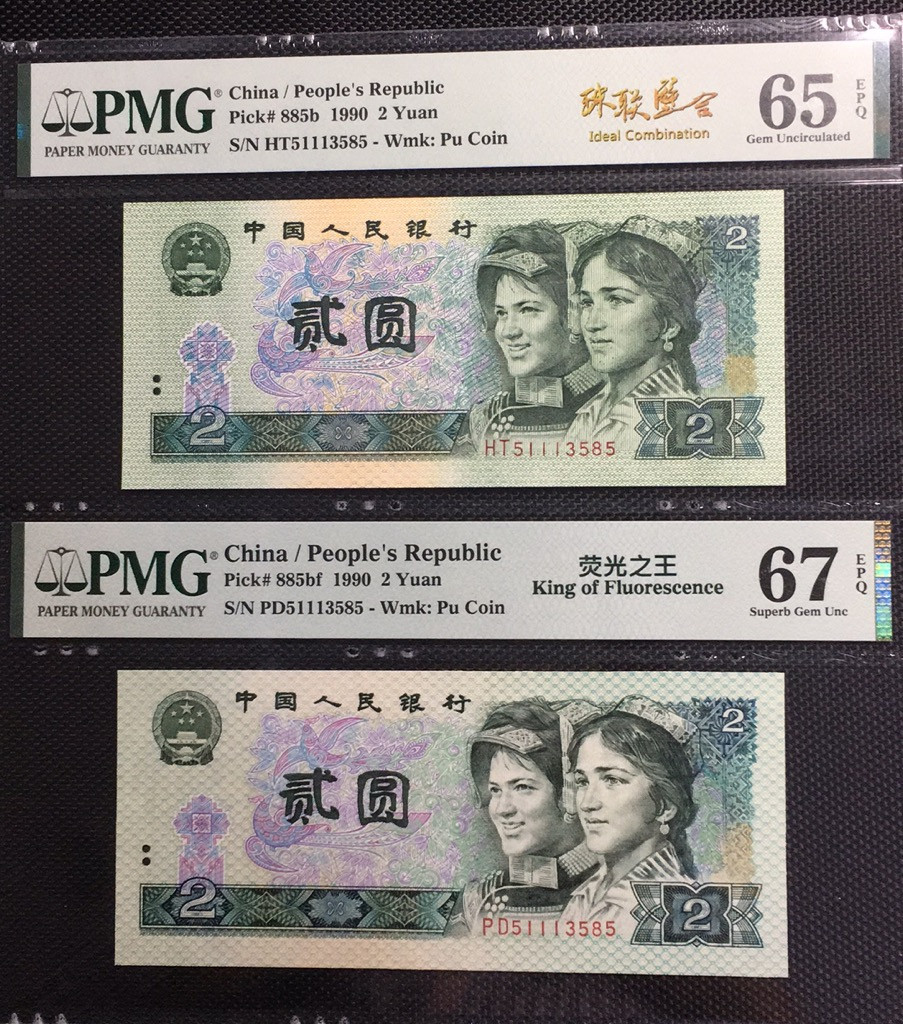 PMG®
PAPER MONEY GUARANTY
China / People's Republic
Pick# 885b 1990 2 Yuan
S/N HT51113585 - Wmk: Pu Coin
珠联璧合
Ideal Combination
65
Gem Uncirculated
EPQ
中国人民银行
2
贰圆
2
HT51113585
2
PMG®
PAPER MONEY GUARANTY
China / People's Republic
Pick# 885bf 1990 2 Yuan
S/N PD51113585 - Wmk: Pu Coin
荧光之王
King of Fluorescence
67
Superb Gem Unc
EPQ
中国人民银行
2
贰圆
2
PD51113585
2